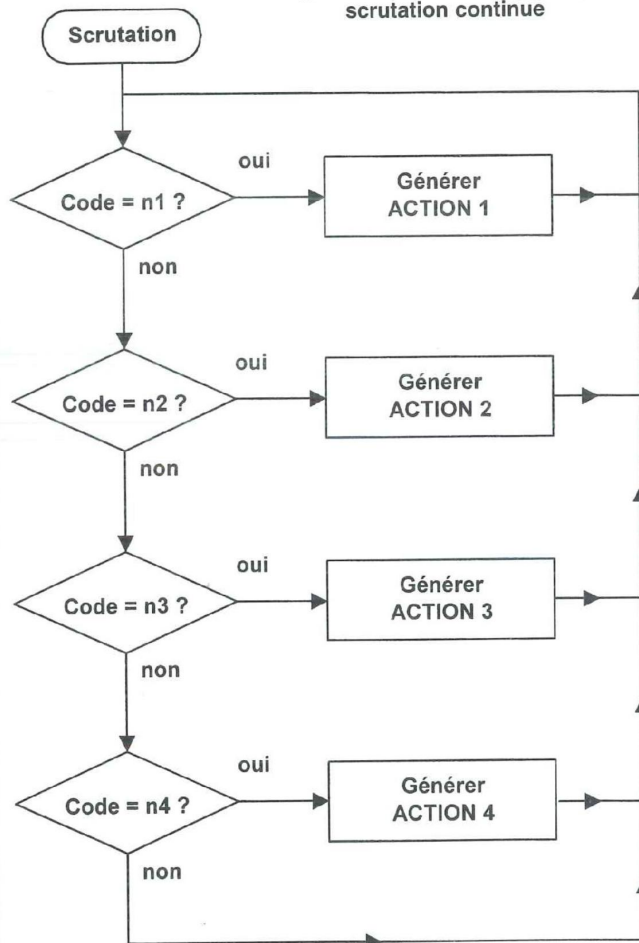 scrutation continue
Scrutation
oui
Code = n1 ?
Générer
ACTION 1
non
oui
Code = n2 ?
Générer
ACTION 2
non
oui
Code = n3 ?
Générer
ACTION 3
non
oui
Code = n4 ?
Générer
ACTION 4
non